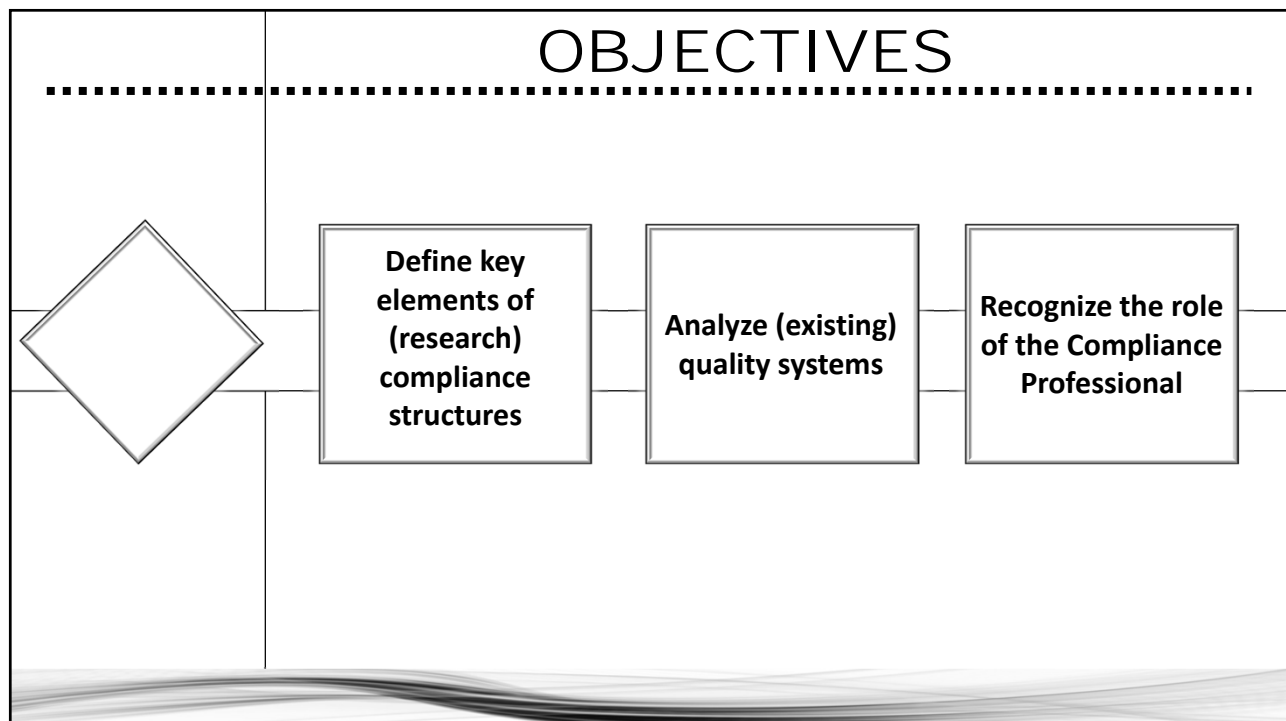 OBJECTIVES
Define key
elements of
(research)
compliance
structures
Analyze (existing)
quality systems
Recognize the role
of the Compliance
Professional